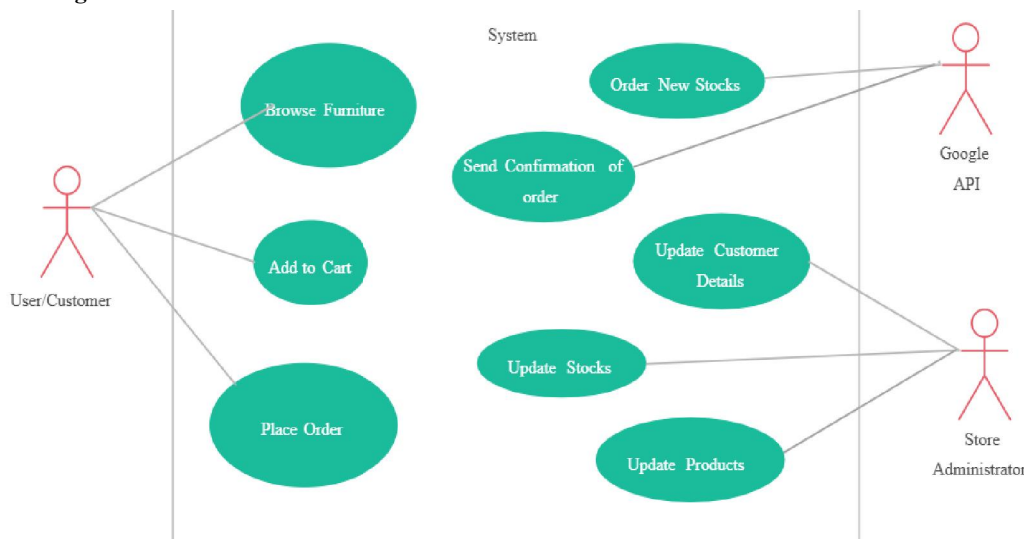 System
Browse Furniture
Order New Stocks
Google
API
Send Confirmation of
order
Update Customer
Details
Add to Cart
User/Customer
Update Stocks
Place Order
Update Products
Store
Administrator